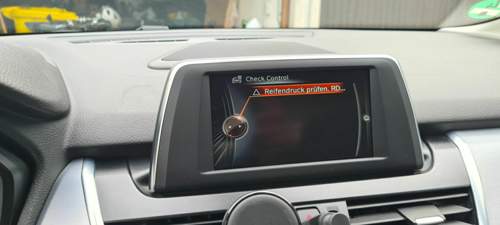 Check Control
Reifendruck prüfen. RD...